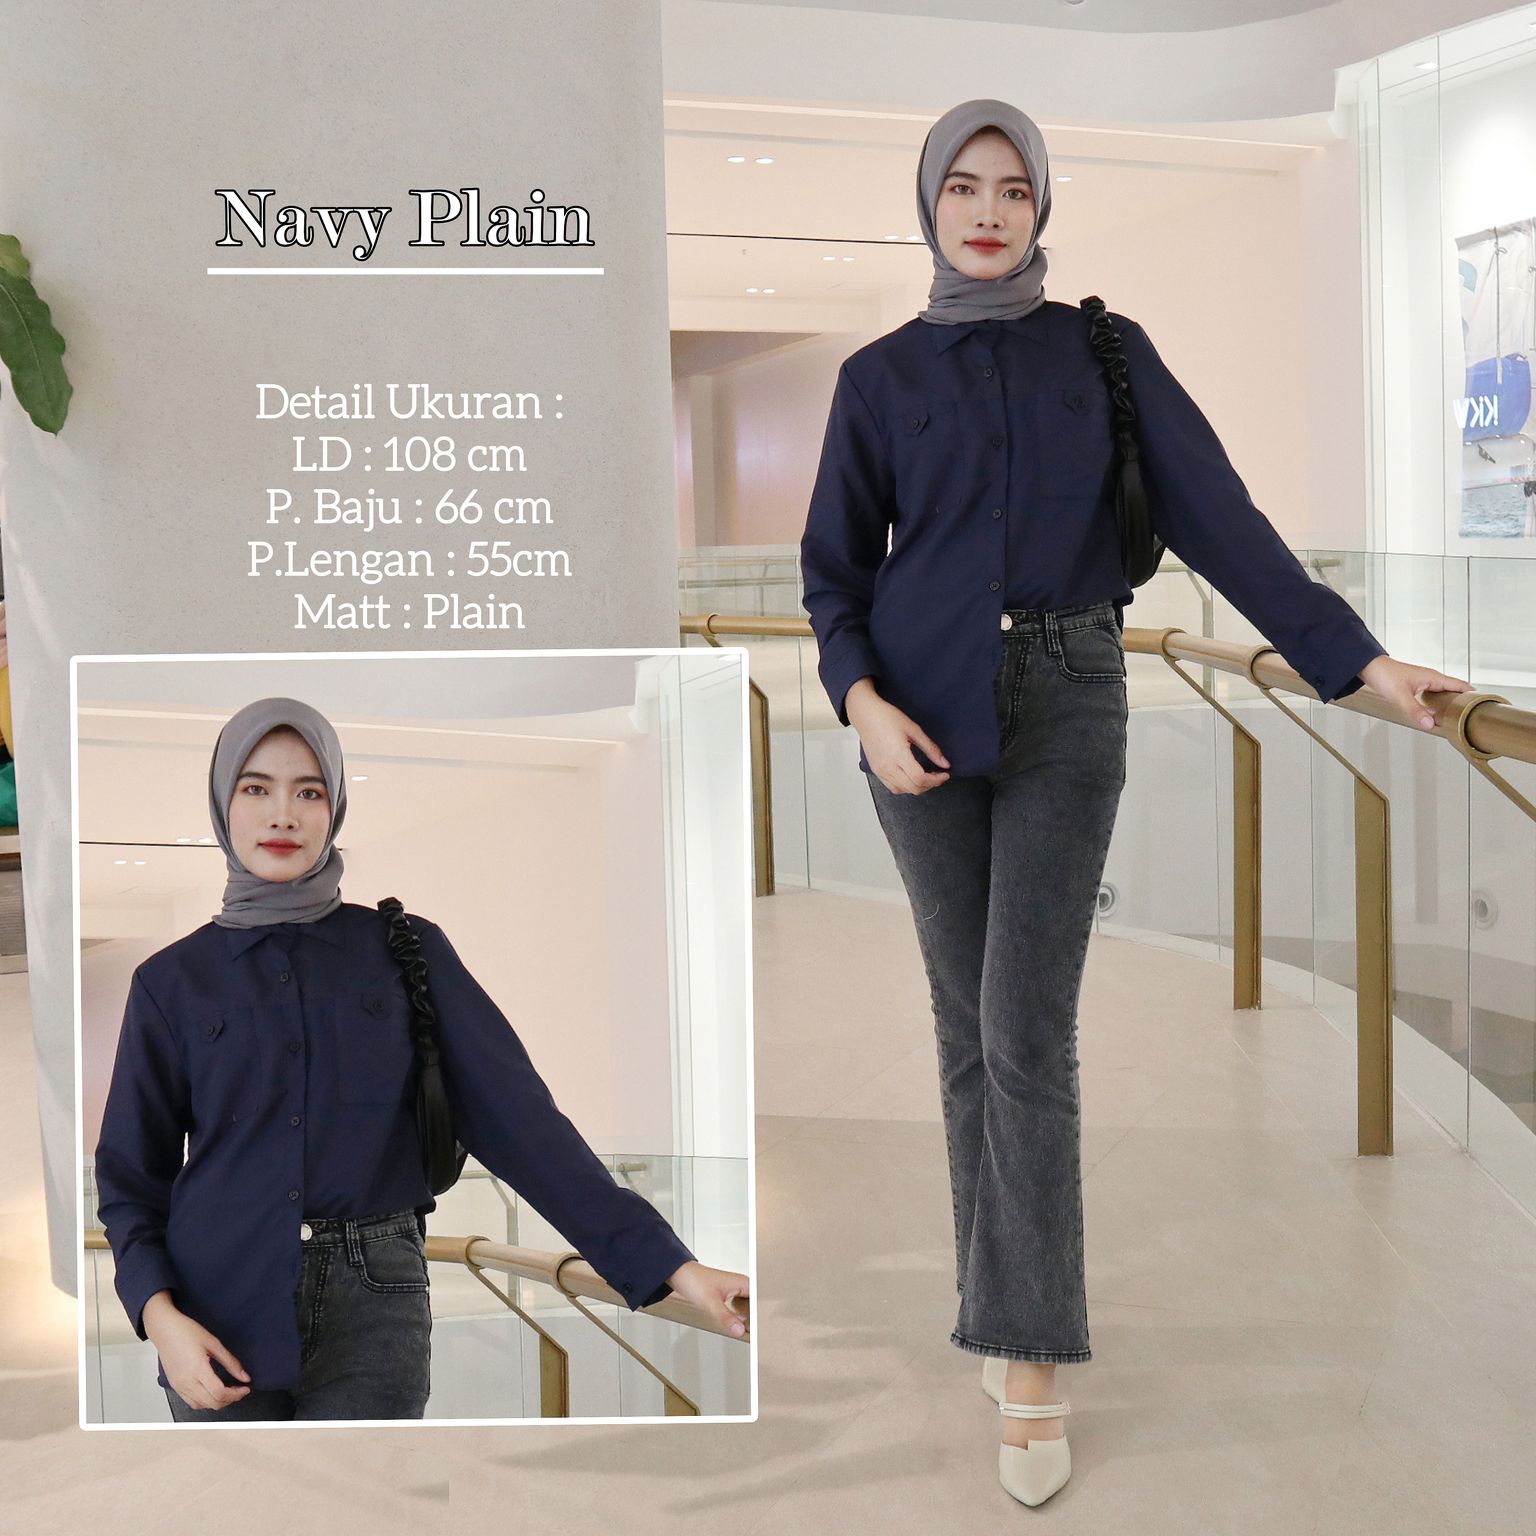 Navy Plain
Detail Ukuran :
LD : 108 cm
P. Baju : 66 cm
P.Lengan : 55cm
Matt : Plain